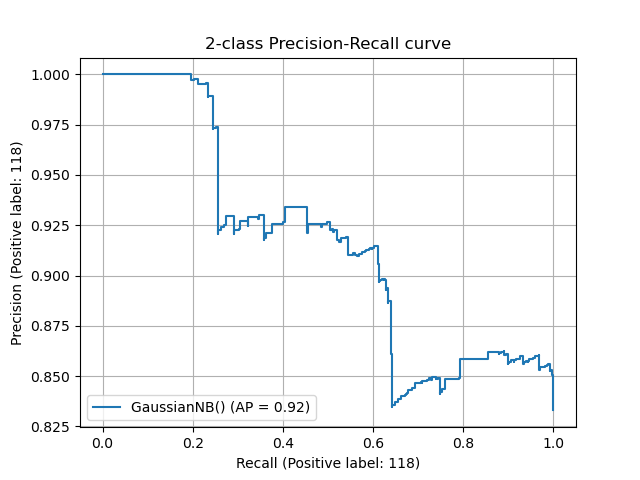 2-class Precision-Recall curve
Precision (Positive label: 118)
1.000
0.975
0.950
0.925
0.900
0.875
0.850
0.825
GaussianNB() (AP = 0.92)
0.0 0.2 0.4 0.6 0.8 1.0
Recall (Positive label: 118)